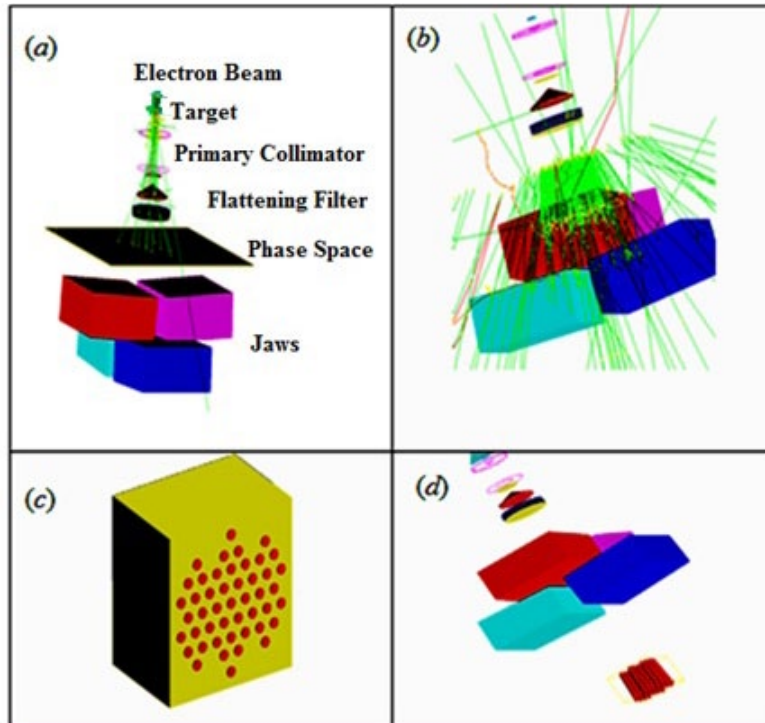 (a)
Electron Beam
Target
Primary Collimator
Flattening Filter
Phase Space
Jaws
(b)
(c)
(d)